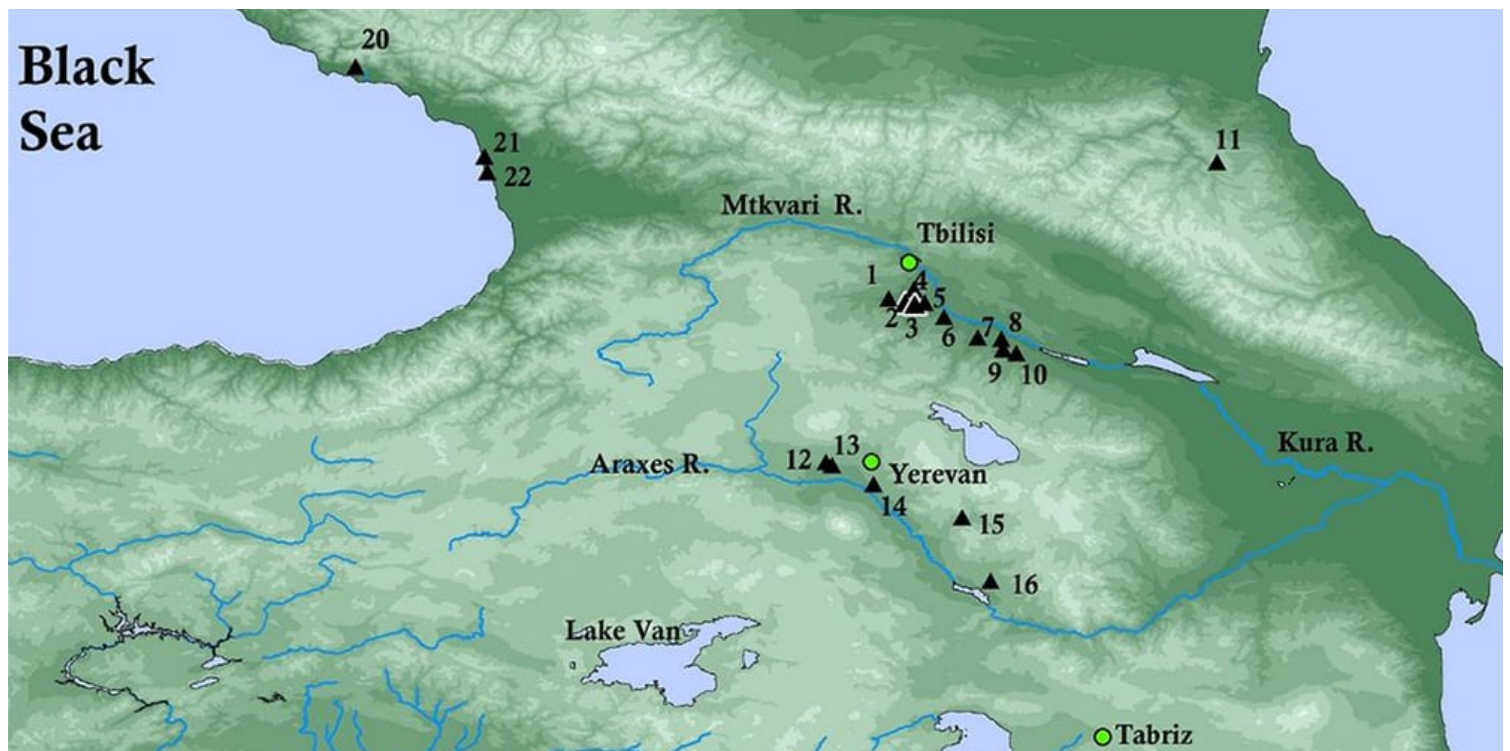 Black
Sea
20
21
22
11
Mtkvari R.
Tbilisi
1
4
5
2
3
6
7
8
9
10
Kura R.
12
13
Araxes R.
Yerevan
14
15
16
Lake Van
Tabriz